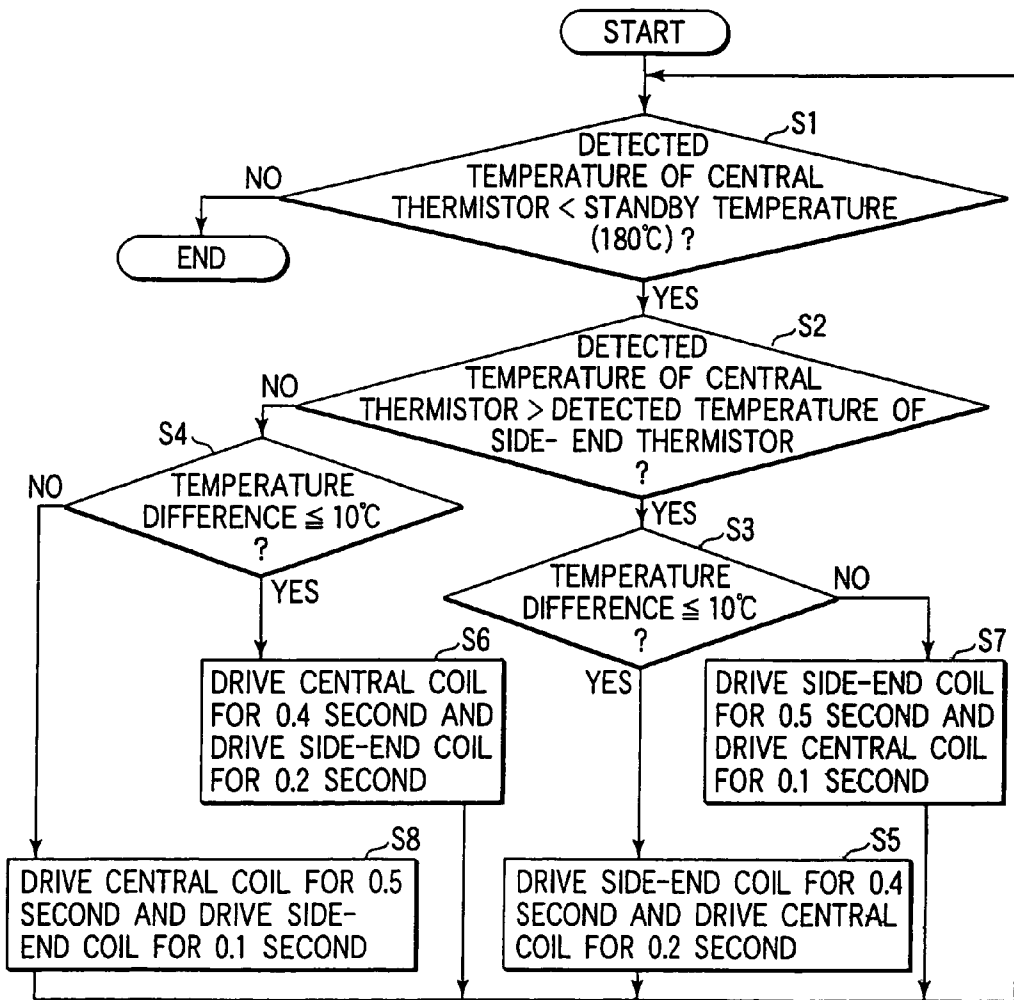 START
S1
DETECTED
TEMPERATURE OF CENTRAL
THERMISTOR < STANDBY TEMPERATURE
(180℃) ?
NO
END
YES
S2
DETECTED
TEMPERATURE OF CENTRAL
THERMISTOR > DETECTED TEMPERATURE OF
SIDE- END THERMISTOR
?
NO
YES
S4
TEMPERATURE
DIFFERENCE ≦ 10℃
?
NO
YES
S3
TEMPERATURE
DIFFERENCE ≦ 10℃
?
NO
YES
S6
DRIVE CENTRAL COIL
FOR 0.4 SECOND AND
DRIVE SIDE-END COIL
FOR 0.2 SECOND
S7
DRIVE SIDE-END COIL
FOR 0.5 SECOND AND
DRIVE CENTRAL COIL
FOR 0.1 SECOND
S8
DRIVE CENTRAL COIL FOR 0.5
SECOND AND DRIVE SIDE-
END COIL FOR 0.1 SECOND
S5
DRIVE SIDE-END COIL FOR 0.4
SECOND AND DRIVE CENTRAL
COIL FOR 0.2 SECOND